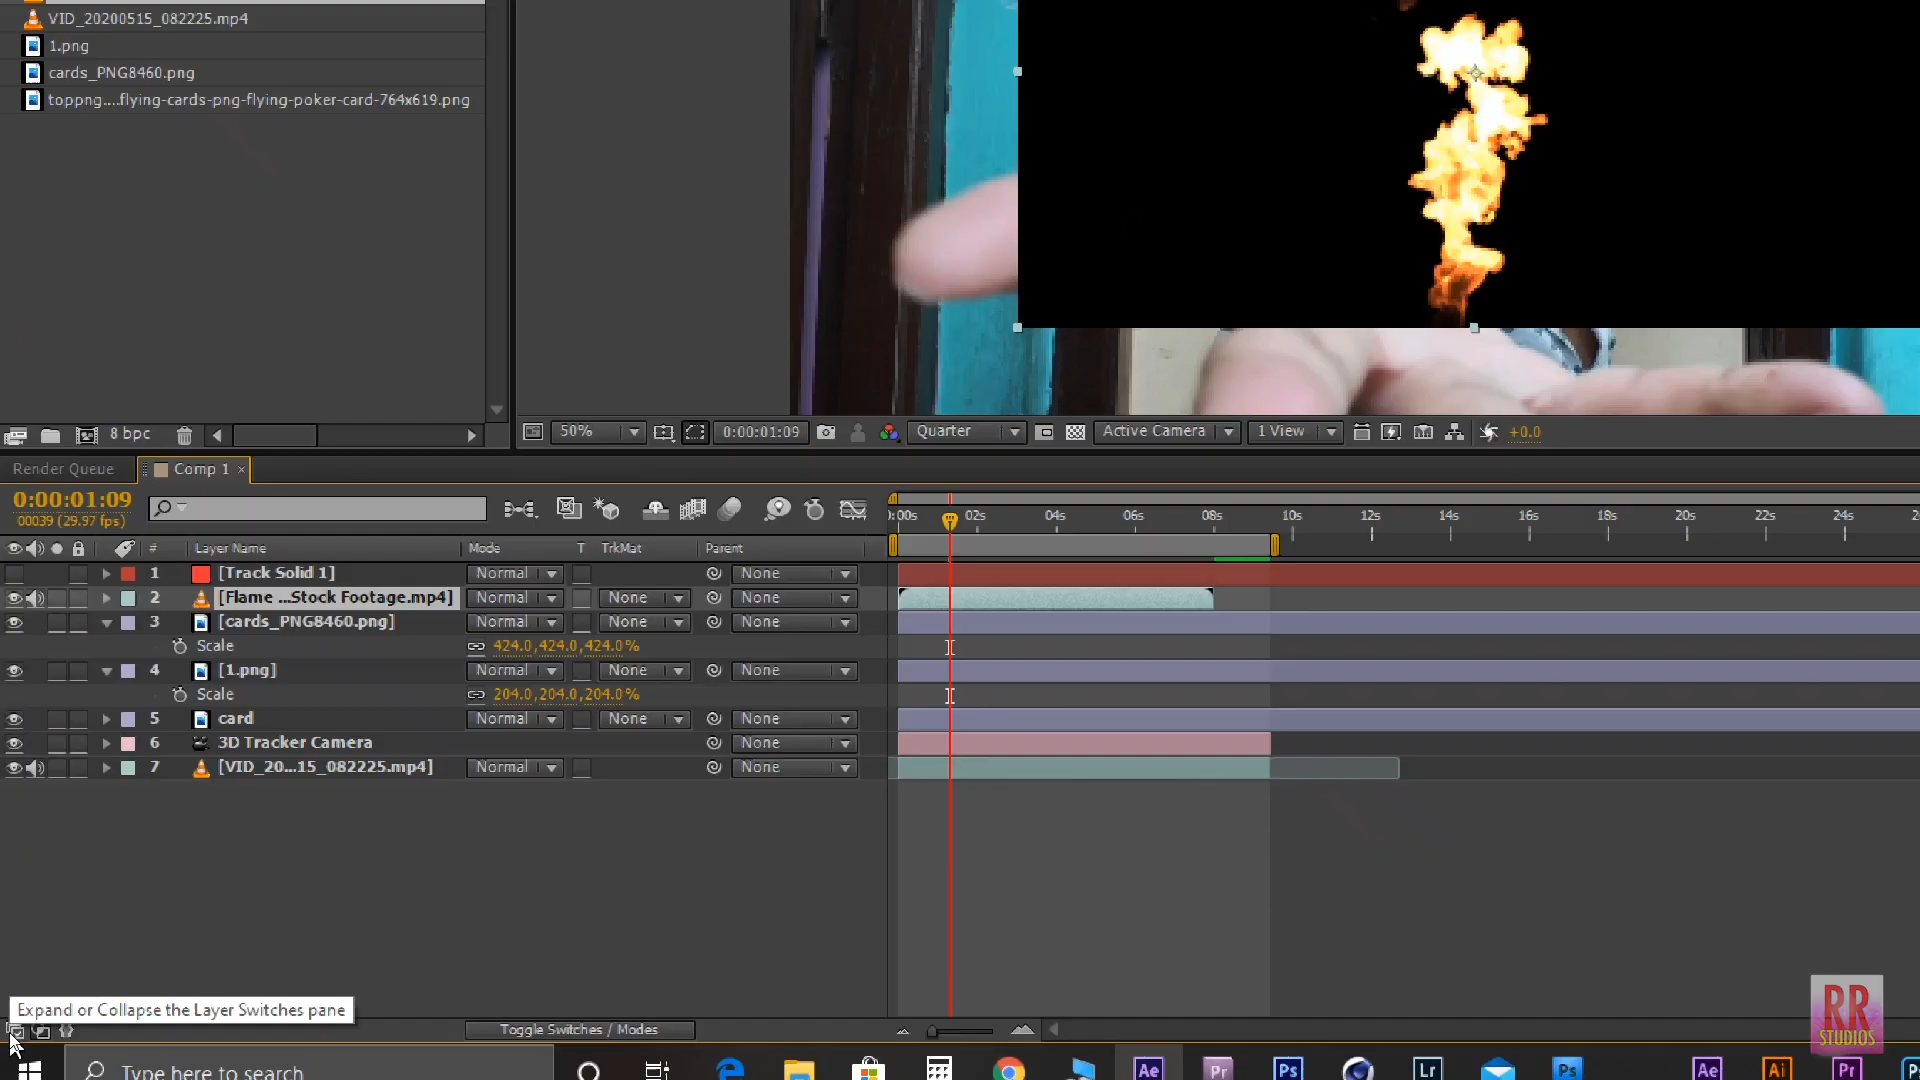 VID_20200515_082225.mp4
1.png
cards_PNG8460.png
toppng....flying-cards-png-flying-poker-card-764x619.png
8 bpc
50%
0:00:01:09
Quarter
Active Camera
1 View
+0.0
Render Queue
Comp 1
0:00:01:09
00039 (29.97 fps)
:00s 02s 04s 06s 08s 10s 12s 14s 16s 18s 20s 22s 24s
# Layer Name Mode T TrkMat Parent
1 [Track Solid 1] Normal None
2 [Flame ...Stock Footage.mp4] Normal None None
3 [cards_PNG8460.png] Normal None None
Scale 424.0,424.0,424.0%
4 [1.png] Normal None None
Scale 204.0,204.0,204.0%
5 card Normal None None
6 3D Tracker Camera None
7 [VID_20...15_082225.mp4] Normal None
Expand or Collapse the Layer Switches pane
Toggle Switches / Modes
RR
STUDIOS
Type here to search
Ae Pr Ps Lr Ps Ae Ai Pr